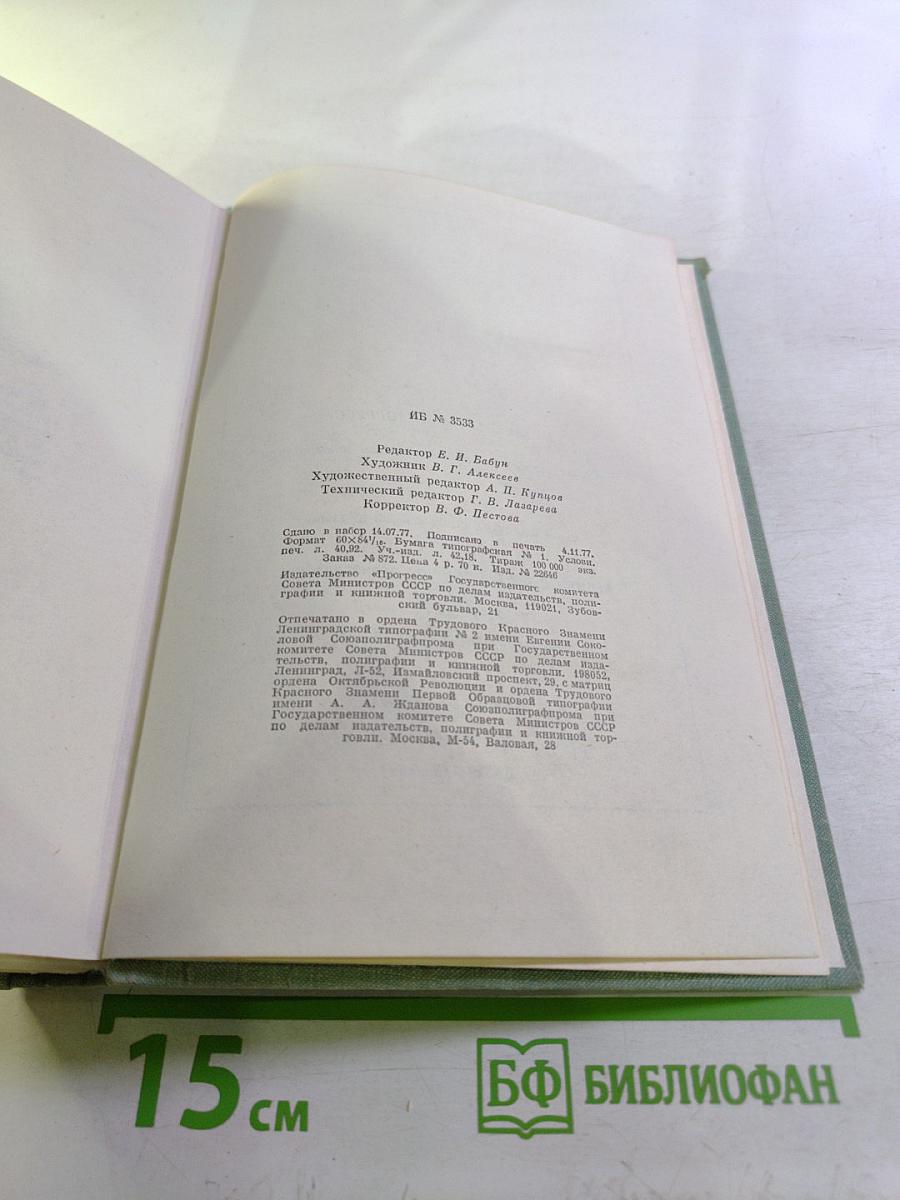 ИБ № 3533
Редактор Е. И. Бабун
Художник В. Г. Алексеев
Художественный редактор А. П. Купцов
Технический редактор Г. В. Лазарева
Корректор В. Ф. Пестова
Сдано в набор 14.07.77. Подписано в печать 4.11.77.
Формат 60×84¹/₁₆. Бумага типографская № 1. Условн.
печ. л. 40,92. Уч.-изд. л. 42,18. Тираж 100 000 экз.
Заказ № 872. Цена 4 р. 70 к. Изд. № 22646
Издательство «Прогресс» Государственного комитета
Совета Министров СССР по делам издательств, поли-
графии и книжной торговли. Москва, 119021, Зубов-
ский бульвар, 21
Отпечатано в ордена Трудового Красного Знамени
Ленинградской типографии № 2 имени Евгении Соко-
ловой Союзполиграфпрома при Государственном
комитете Совета Министров СССР по делам изда-
тельств, полиграфии и книжной торговли. 198052,
Ленинград, Л-52, Измайловский проспект, 29, с матриц
ордена Октябрьской Революции и ордена Трудового
Красного Знамени Первой Образцовой типографии
имени А. А. Жданова Союзполиграфпрома при
Государственном комитете Совета Министров СССР
по делам издательств, полиграфии и книжной тор-
говли. Москва, М-54, Валовая, 28
15 см
БФ БИБЛИОФАН